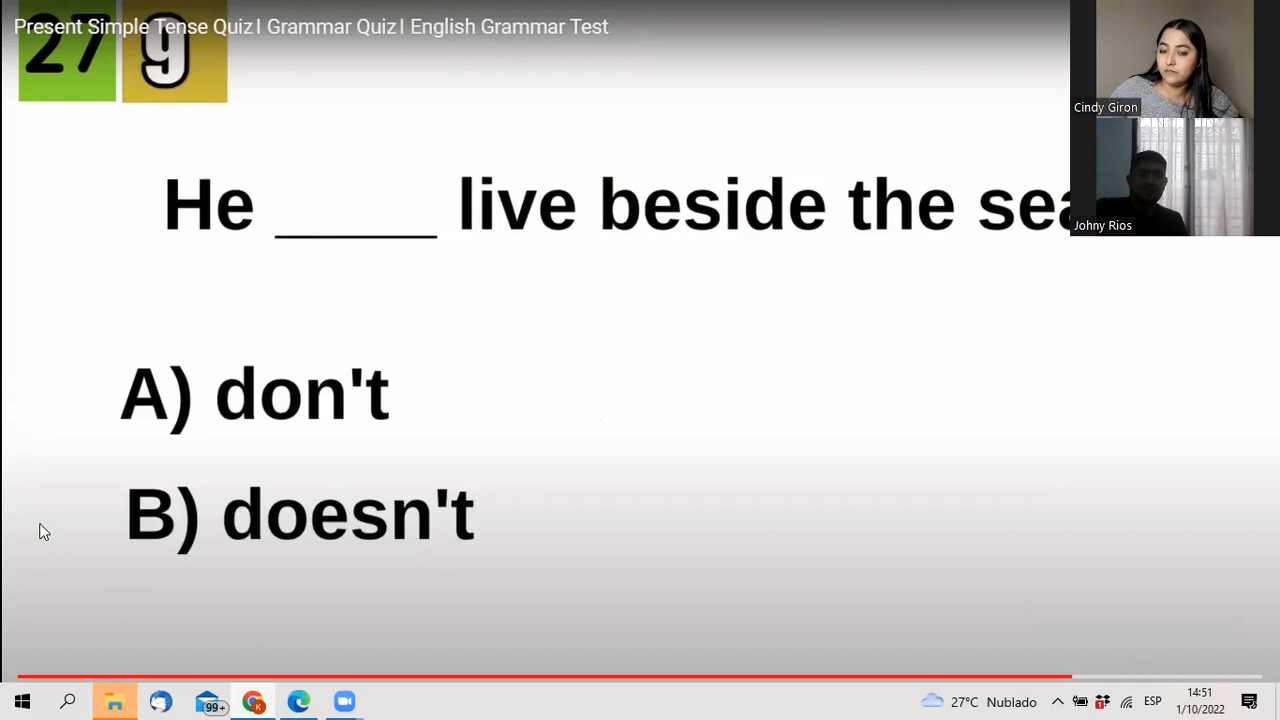 Present Simple Tense Quiz I Grammar Quiz I English Grammar Test
27 9
Cindy Giron
He _____ live beside the sea
Johny Rios
A) don't
B) doesn't
99+
K
27°C Nublado
1
ESP
14:51
1/10/2022